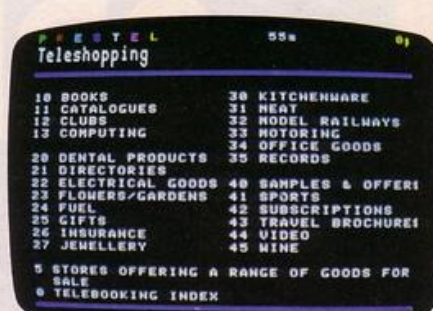 PRESTEL 55a 0p
Teleshopping
10 BOOKS
11 CATALOGUES
12 CLUBS
13 COMPUTING
20 DENTAL PRODUCTS
21 DIRECTORIES
22 ELECTRICAL GOODS
23 FLOWERS/GARDENS
24 FUEL
25 GIFTS
26 INSURANCE
27 JEWELLERY
30 KITCHENWARE
31 MEAT
32 MODEL RAILWAYS
33 MOTORING
34 OFFICE GOODS
35 RECORDS
40 SAMPLES & OFFERS
41 SPORTS
42 SUBSCRIPTIONS
43 TRAVEL BROCHURES
44 VIDEO
45 WINE
5 STORES OFFERING A RANGE OF GOODS FOR
SALE
0 TELEBOOKING INDEX